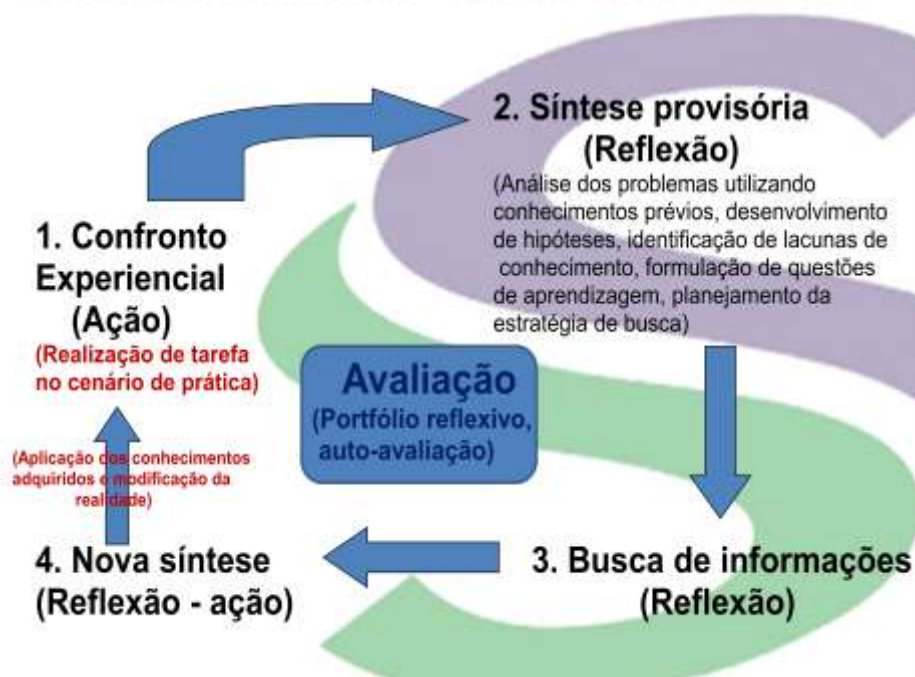 1. Confronto
Experiencial
(Ação)
(Realização de tarefa
no cenário de prática)
2. Síntese provisória
(Reflexão)
(Análise dos problemas utilizando
conhecimentos prévios, desenvolvimento
de hipóteses, identificação de lacunas de
conhecimento, formulação de questões
de aprendizagem, planejamento da
estratégia de busca)
Avaliação
(Portfólio reflexivo,
auto-avaliação)
3. Busca de informações
(Reflexão)
4. Nova síntese
(Reflexão - ação)
(Aplicação dos conhecimentos
adquiridos e modificação da
realidade)